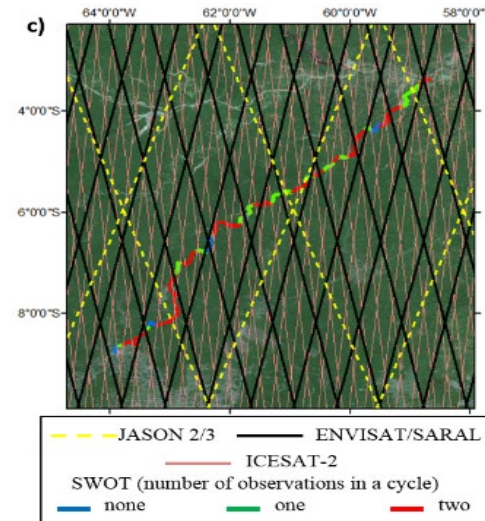 c)
64°0'0"W 62°0'0"W 60°0'0"W 58°0'0"W
4°0'0"S
6°0'0"S
8°0'0"S
JASON 2/3 ENVISAT/SARAL
ICESAT-2
SWOT (number of observations in a cycle)
none one two